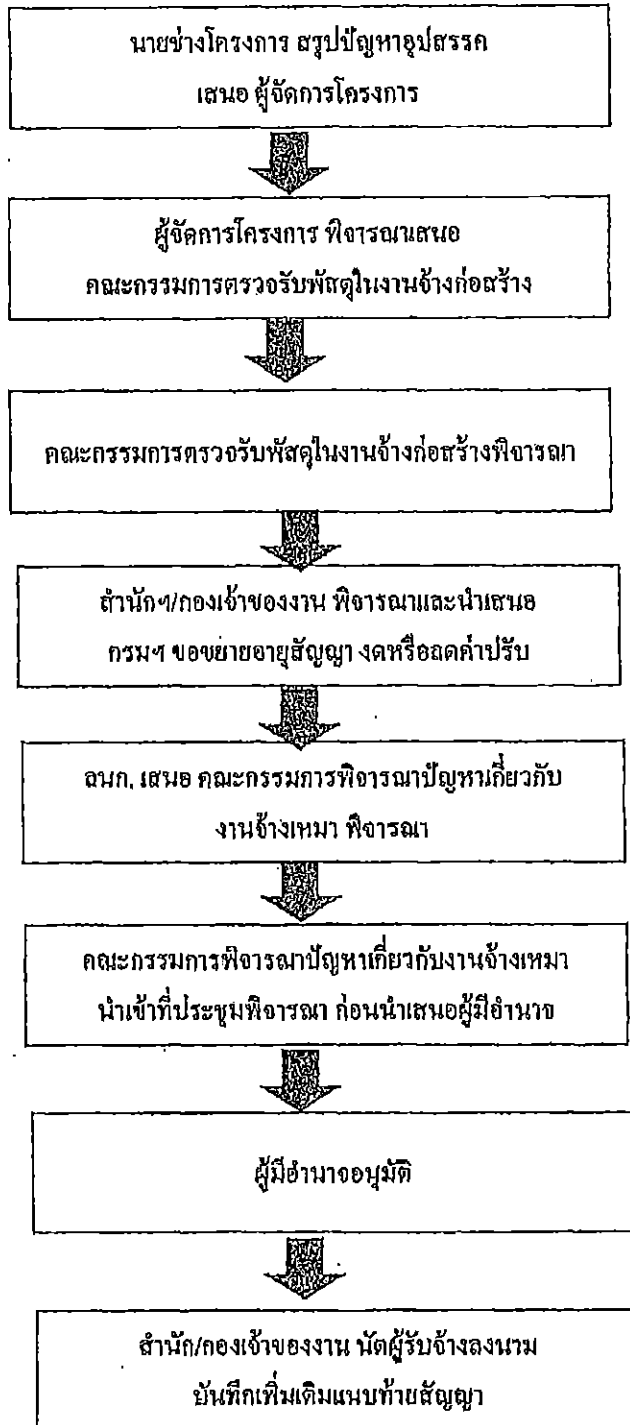 นายช่างโครงการ สรุปปัญหาอุปสรรค
เสนอ ผู้จัดการโครงการ
ผู้จัดการโครงการ พิจารณาเสนอ
คณะกรรมการตรวจรับพัสดุในงานจ้างก่อสร้าง
คณะกรรมการตรวจรับพัสดุในงานจ้างก่อสร้างพิจารณา
สำนักฯ/กองเจ้าของงาน พิจารณาและนำเสนอ
กรมฯ ขอขยายอายุสัญญา งดหรือลดค่าปรับ
ฉนก. เสนอ คณะกรรมการพิจารณาปัญหาเกี่ยวกับ
งานจ้างเหมา พิจารณา
คณะกรรมการพิจารณาปัญหาเกี่ยวกับงานจ้างเหมา
นำเข้าที่ประชุมพิจารณา ก่อนนำเสนอผู้มีอำนาจ
ผู้มีอำนาจอนุมัติ
สำนัก/กองเจ้าของงาน นัดผู้รับจ้างลงนาม
บันทึกเพิ่มเติมแนบท้ายสัญญา